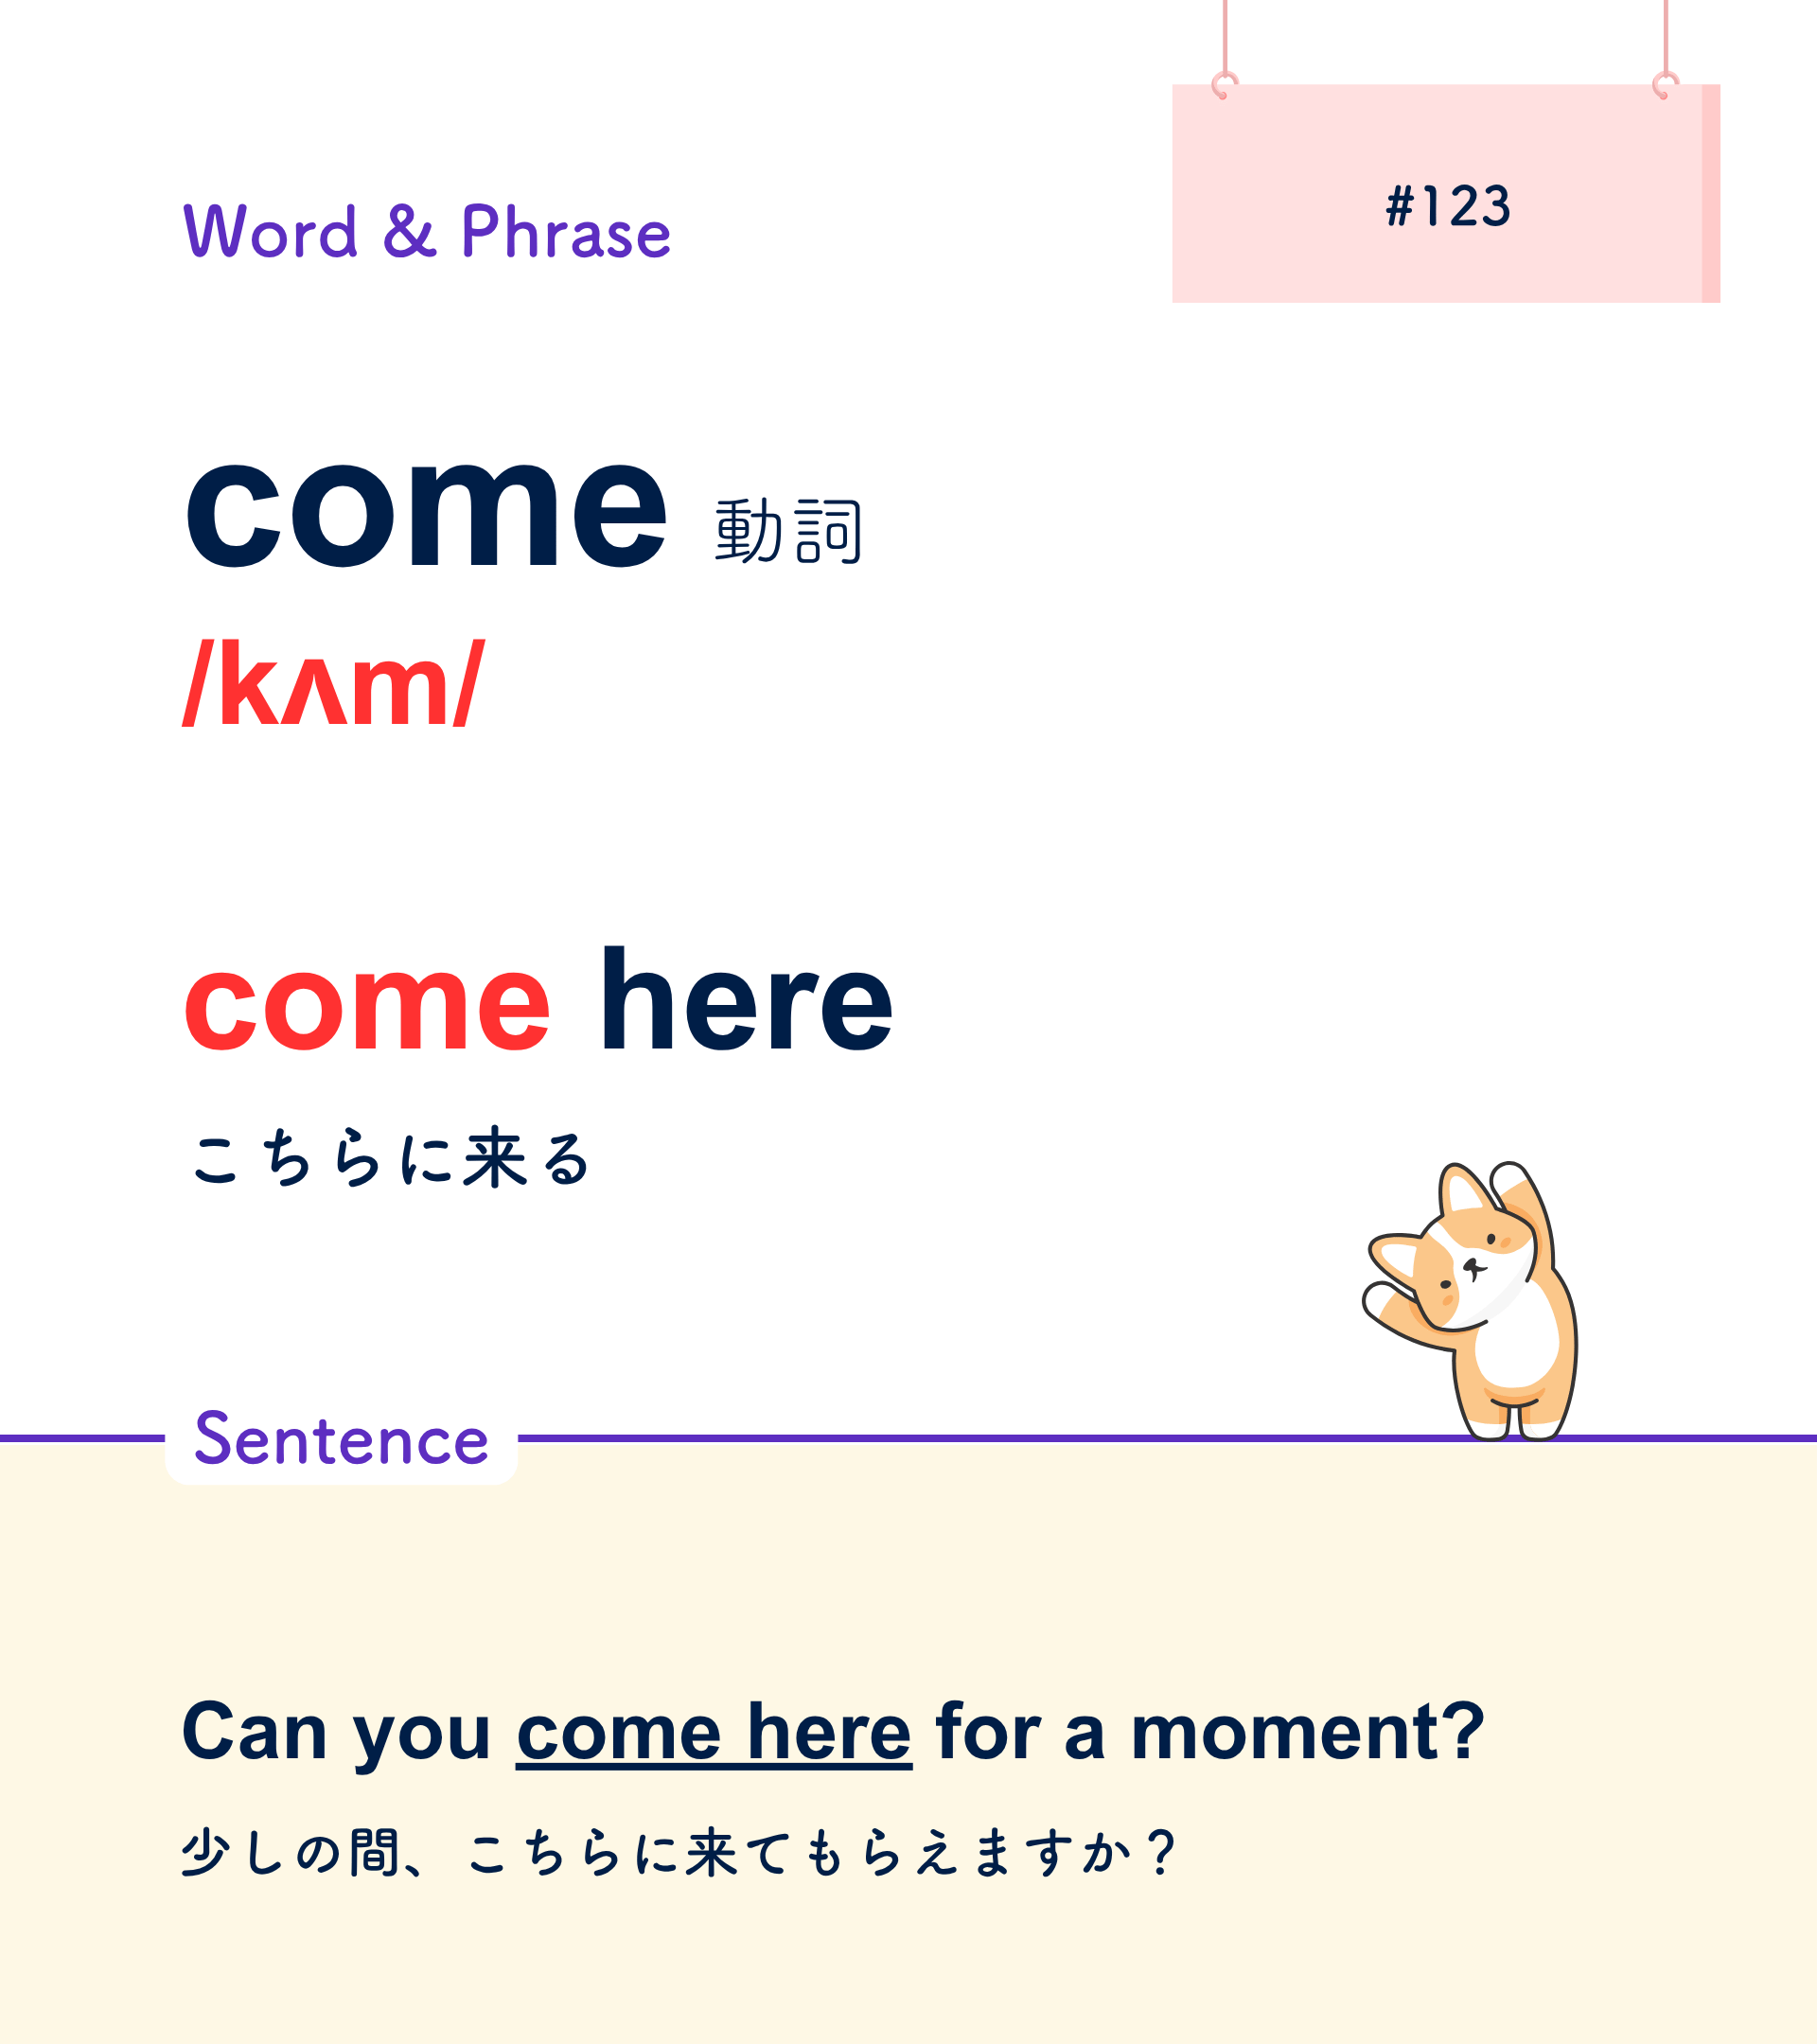 Word & Phrase
#123
come 動詞
/kʌm/
come here
こちらに来る
Sentence
Can you come here for a moment?
少しの間、こちらに来てもらえますか？